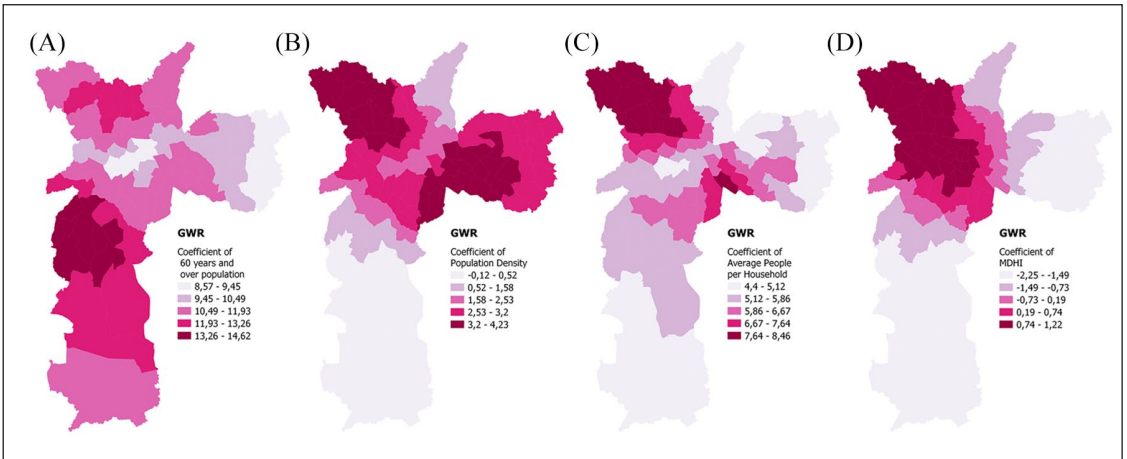 (A)
GWR
Coefficient of
60 years and
over population
8,57 - 9,45
9,45 - 10,49
10,49 - 11,93
11,93 - 13,26
13,26 - 14,62
(B)
GWR
Coefficient of
Population Density
-0,12 - 0,52
0,52 - 1,58
1,58 - 2,53
2,53 - 3,2
3,2 - 4,23
(C)
GWR
Coefficient of
Average People
per Household
4,4 - 5,12
5,12 - 5,86
5,86 - 6,67
6,67 - 7,64
7,64 - 8,46
(D)
GWR
Coefficient of
MDHI
-2,25 - -1,49
-1,49 - -0,73
-0,73 - 0,19
0,19 - 0,74
0,74 - 1,22